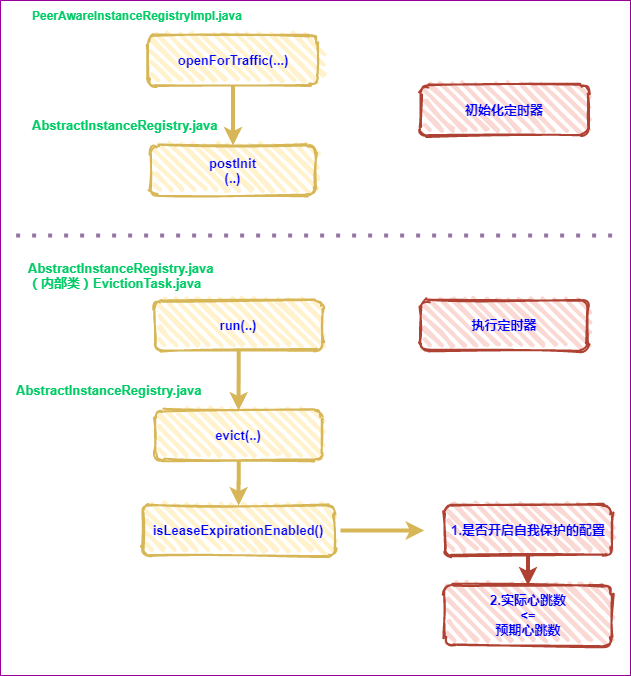 PeerAwareInstanceRegistryImpl.java
openForTraffic(...)
初始化定时器
AbstractInstanceRegistry.java
postInit
(..)
AbstractInstanceRegistry.java
（内部类）EvictionTask.java
run(..)
执行定时器
AbstractInstanceRegistry.java
evict(..)
isLeaseExpirationEnabled()
1.是否开启自我保护的配置
2.实际心跳数
<=
预期心跳数